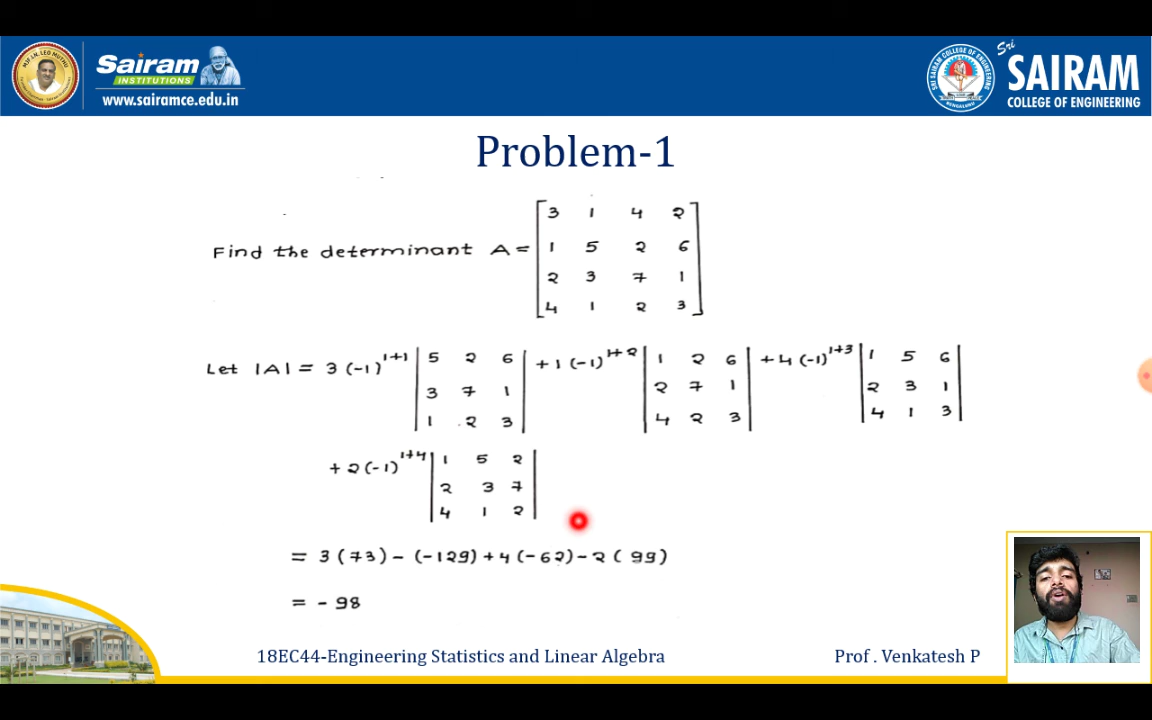 Sairam
INSTITUTIONS
www.sairamce.edu.in
Sri
SAIRAM
COLLEGE OF ENGINEERING
Problem-1
Find the determinant A = [3 1 4 2
1 5 2 6
2 3 7 1
4 1 2 3]
Let |A| = 3 (-1)^1+1 |5 2 6 + 1 (-1)^1+2 |1 2 6 + 4 (-1)^1+3 |1 5 6
3 7 1 2 7 1 2 3 1
1 2 3| 4 2 3| 4 1 3|
+ 2 (-1)^1+4 |1 5 2
2 3 7
4 1 2|
= 3 (73) - (-129) + 4 (-62) - 2 ( 99)
= - 98
18EC44-Engineering Statistics and Linear Algebra
Prof . Venkatesh P